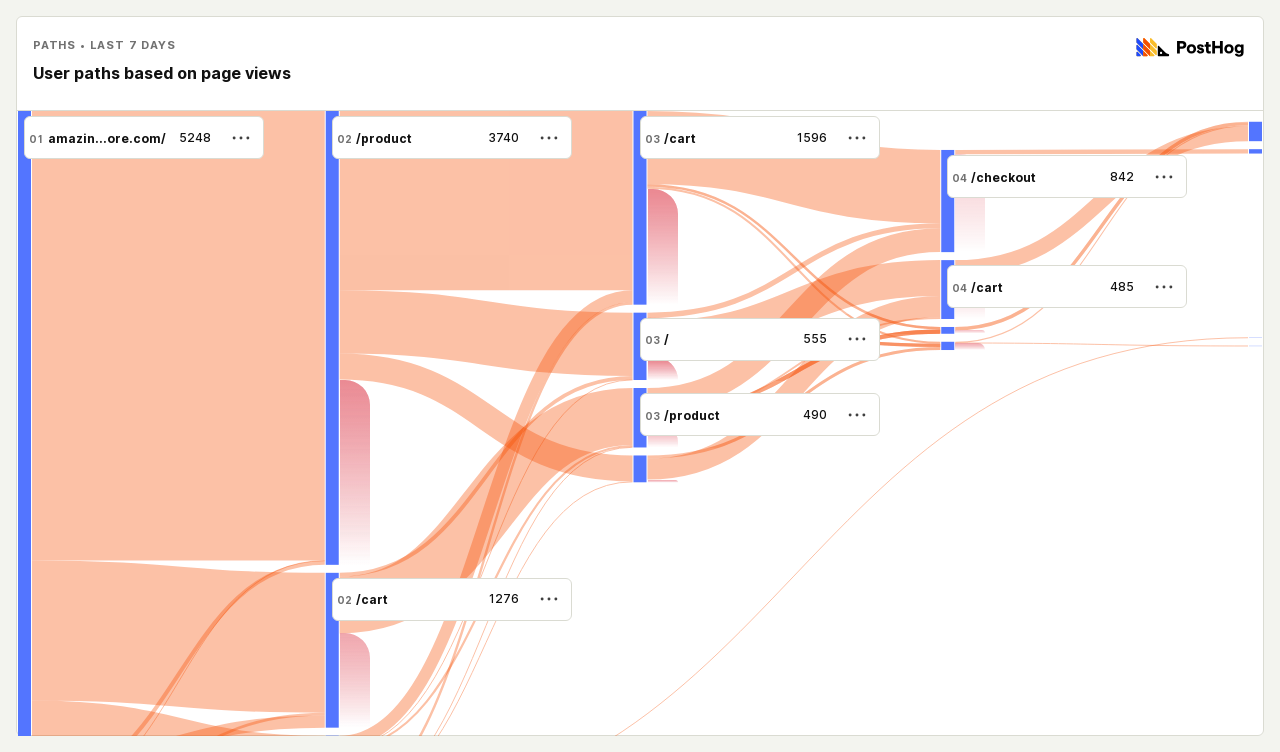 PATHS • LAST 7 DAYS
User paths based on page views
PostHog
01 amazin...ore.com/ 5248
02 /product 3740
03 /cart 1596
04 /checkout 842
04 /cart 485
03 / 555
03 /product 490
02 /cart 1276